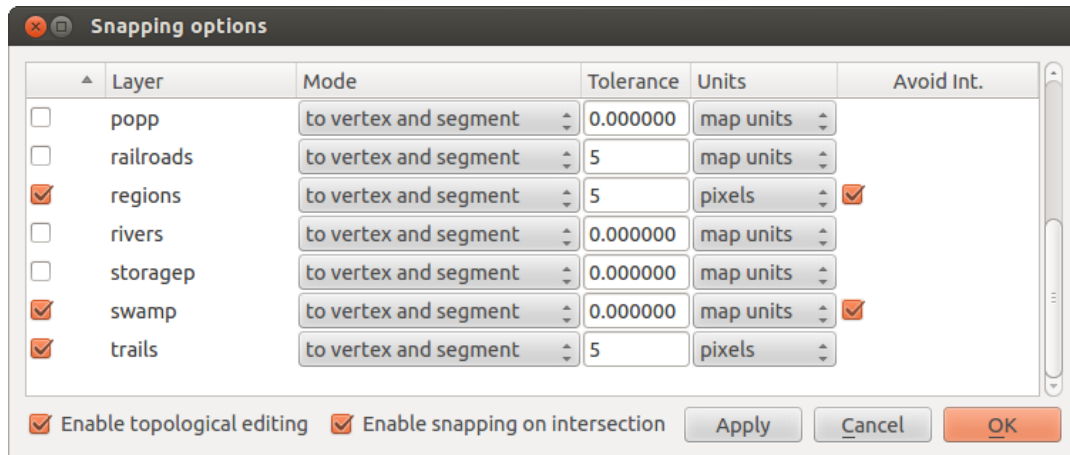 Snapping options
Layer Mode Tolerance Units Avoid Int.
popp to vertex and segment 0.000000 map units
railroads to vertex and segment 5 map units
regions to vertex and segment 5 pixels
rivers to vertex and segment 0.000000 map units
storagep to vertex and segment 0.000000 map units
swamp to vertex and segment 0.000000 map units
trails to vertex and segment 5 pixels
Enable topological editing Enable snapping on intersection Apply Cancel OK